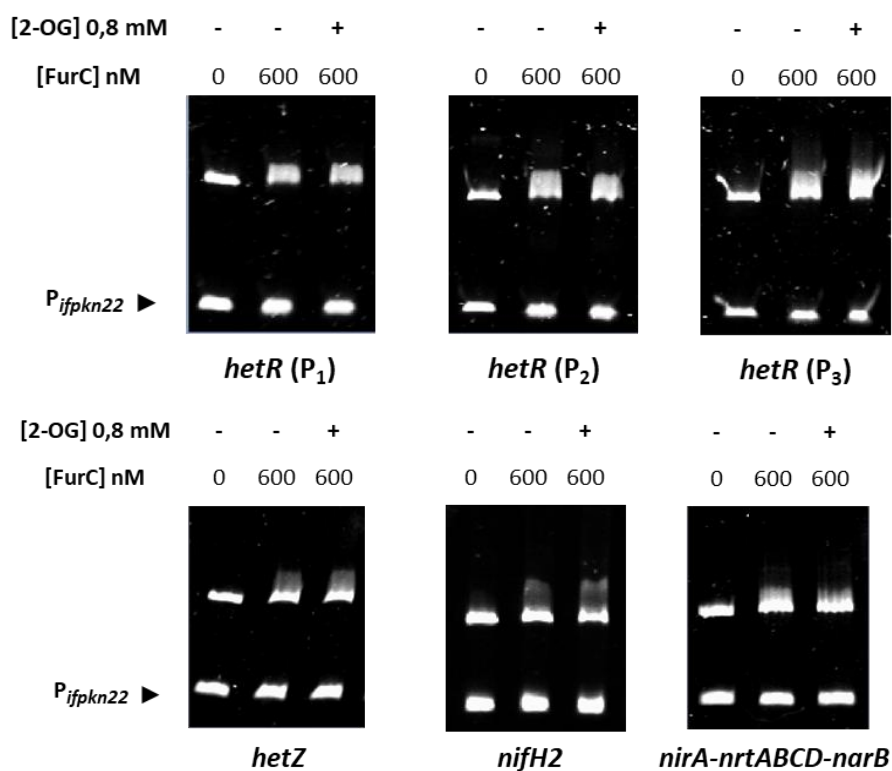 [2-OG] 0,8 mM - - + - - + - - +
[FurC] nM 0 600 600 0 600 600 0 600 600
Pifpkn22 ►
hetR (P1) hetR (P2) hetR (P3)
[2-OG] 0,8 mM - - + - - + - - +
[FurC] nM 0 600 600 0 600 600 0 600 600
Pifpkn22 ►
hetZ nifH2 nirA-nrtABCD-narB